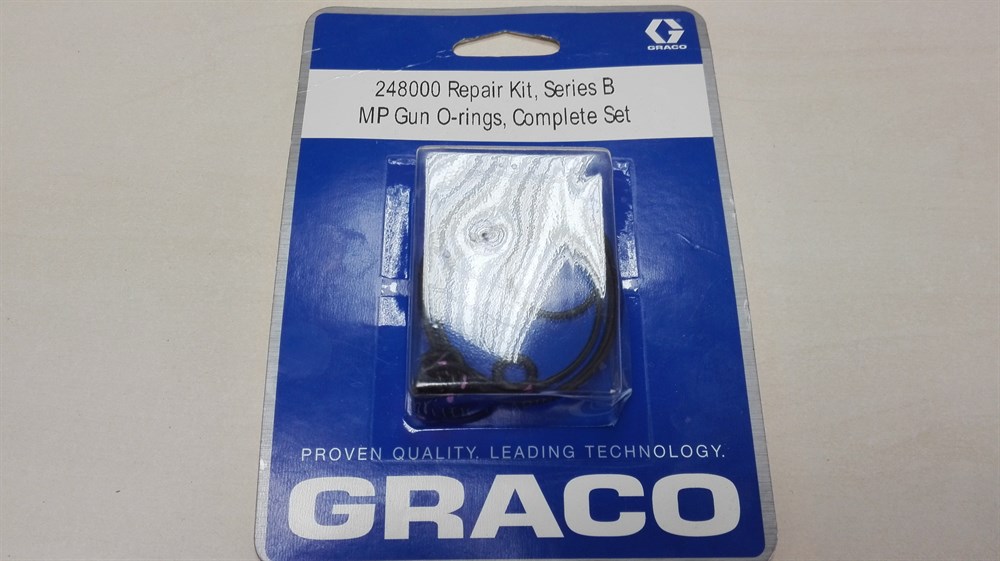 GRACO
248000 Repair Kit, Series B
MP Gun O-rings, Complete Set
PROVEN QUALITY. LEADING TECHNOLOGY.
GRACO